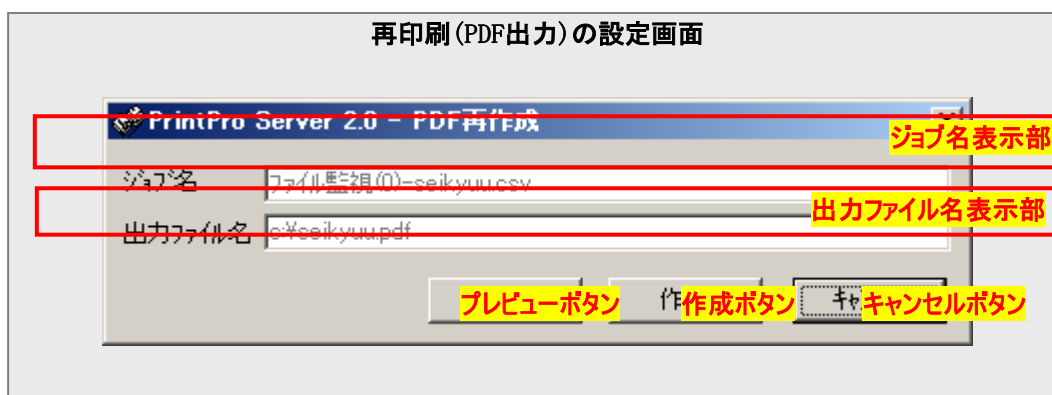 再印刷(PDF出力)の設定画面
PrintPro Server 2.0 - PDF再作成
ジョブ名表示部
ジョブ名 ファイル監視(0)-seikyuu.csv
出力ファイル名表示部
出力ファイル名 c:¥seikyuu.pdf
プレビューボタン 作成ボタン キャンセルボタン